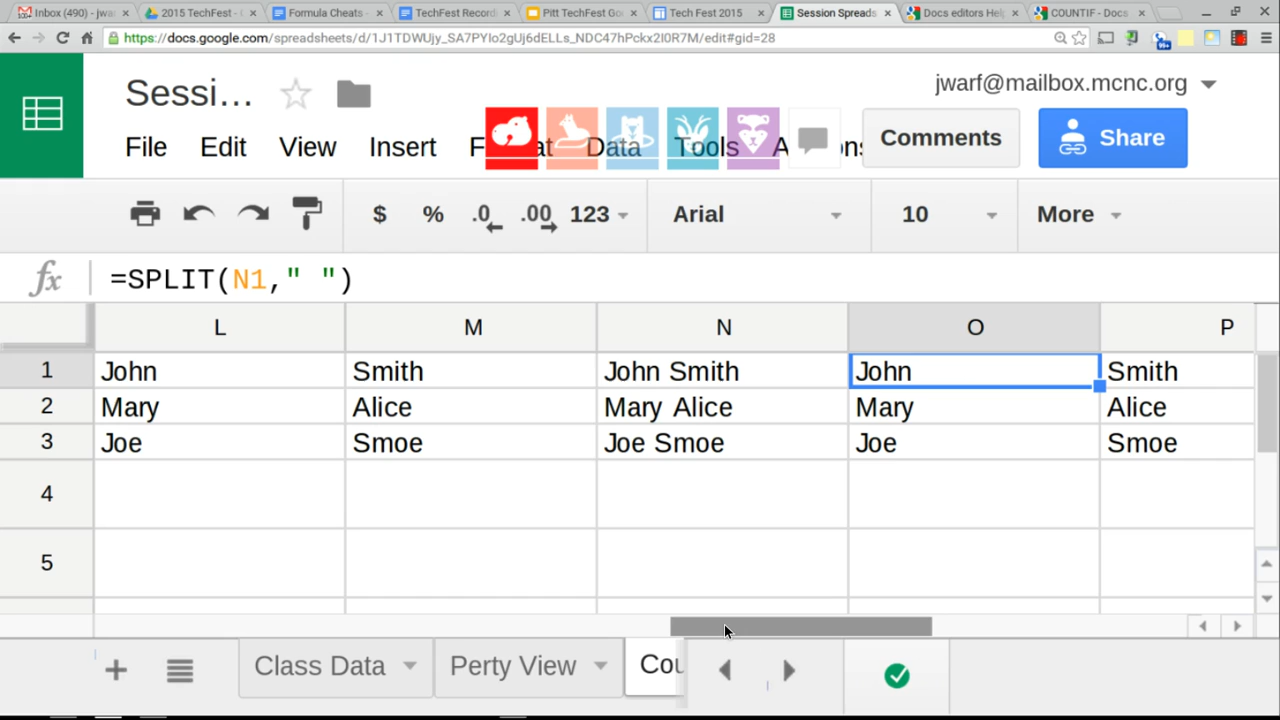 Inbox (490) - jwa
2015 TechFest -
Formula Cheats -
TechFest Record
Pitt TechFest Go
Tech Fest 2015
Session Spreads
Docs editors Hel
COUNTIF - Docs
https://docs.google.com/spreadsheets/d/1J1TDWUjy_SA7PYIo2gUj6dELLs_NDC47hPckx2I0R7M/edit#gid=28
Sessi...
jwarf@mailbox.mcnc.org
File Edit View Insert Data Tools
Comments
Share
$ % .0 .00 123 Arial 10 More
fx =SPLIT(N1," ")
L M N O P
1 John Smith John Smith John Smith
2 Mary Alice Mary Alice Mary Alice
3 Joe Smoe Joe Smoe Joe Smoe
4
5
+ Class Data Perty View Cou